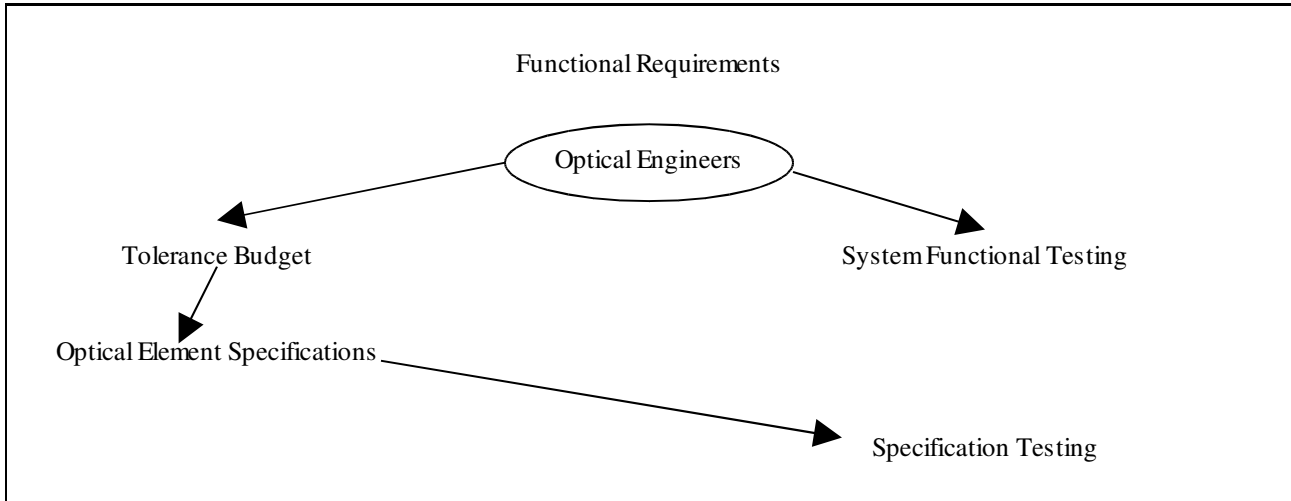 Functional Requirements
Optical Engineers
Tolerance Budget
System Functional Testing
Optical Element Specifications
Specification Testing